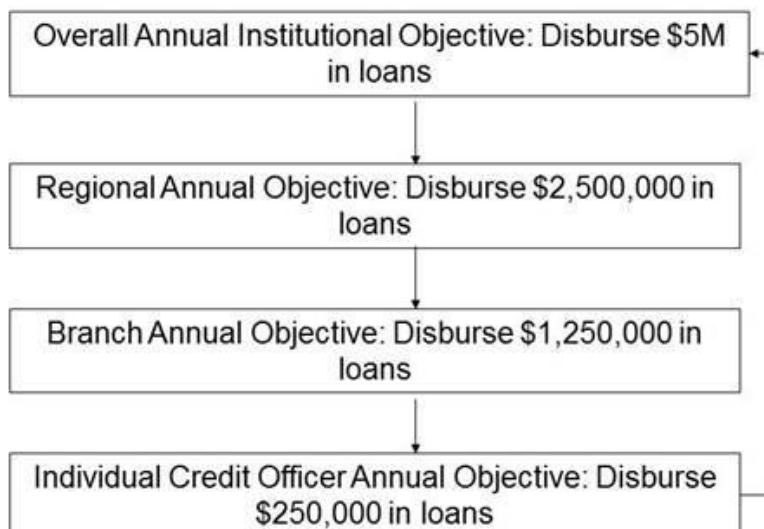 Overall Annual Institutional Objective: Disburse $5M
in loans
Regional Annual Objective: Disburse $2,500,000 in
loans
Branch Annual Objective: Disburse $1,250,000 in
loans
Individual Credit Officer Annual Objective: Disburse
$250,000 in loans